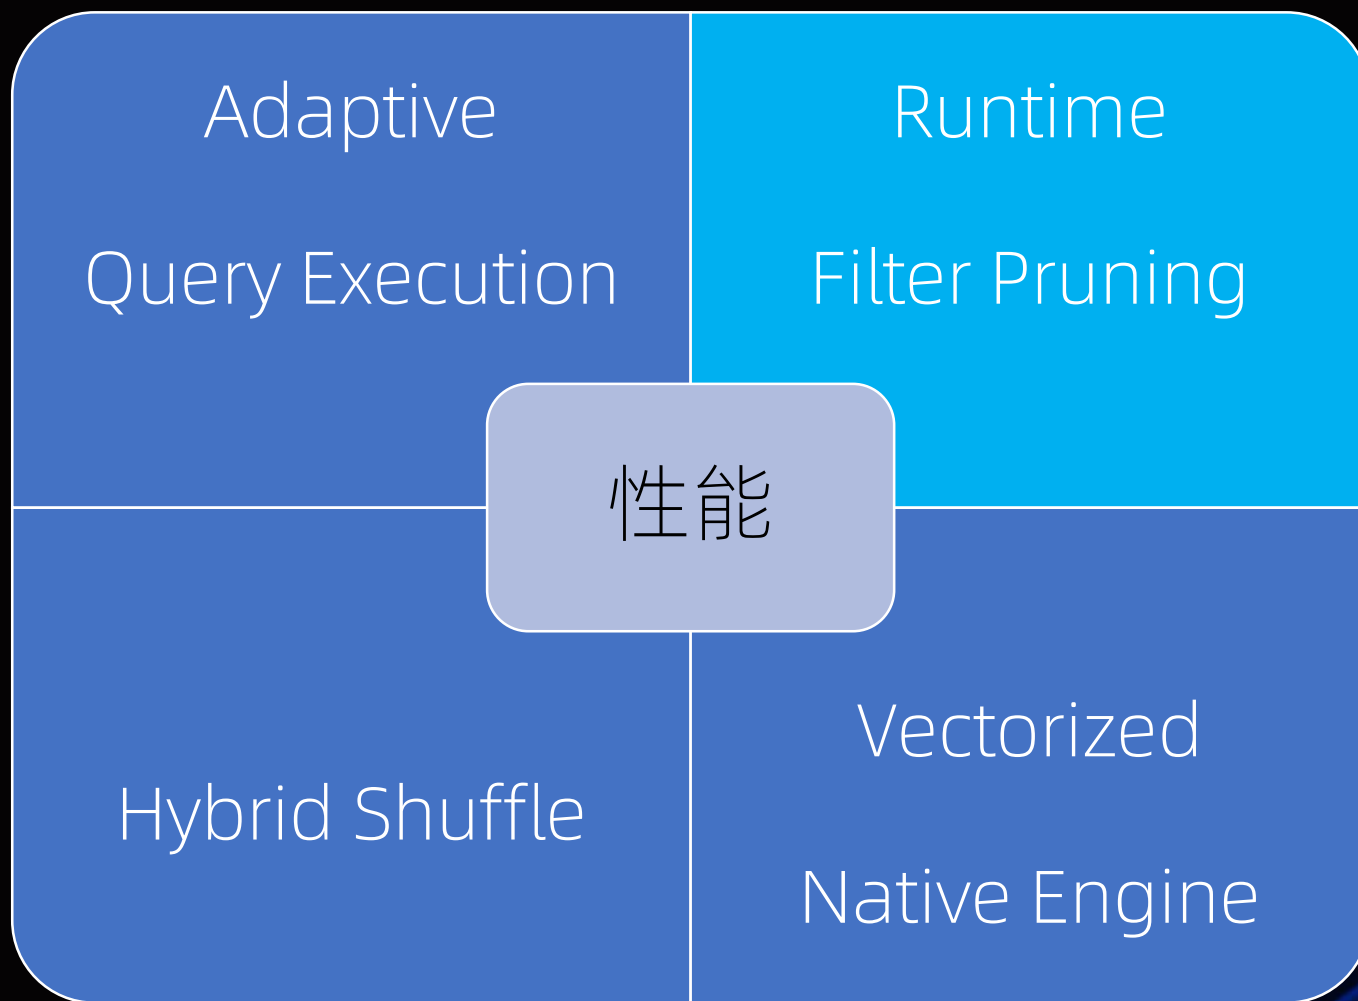 Adaptive
Query Execution
Runtime
Filter Pruning
性能
Hybrid Shuffle
Vectorized
Native Engine